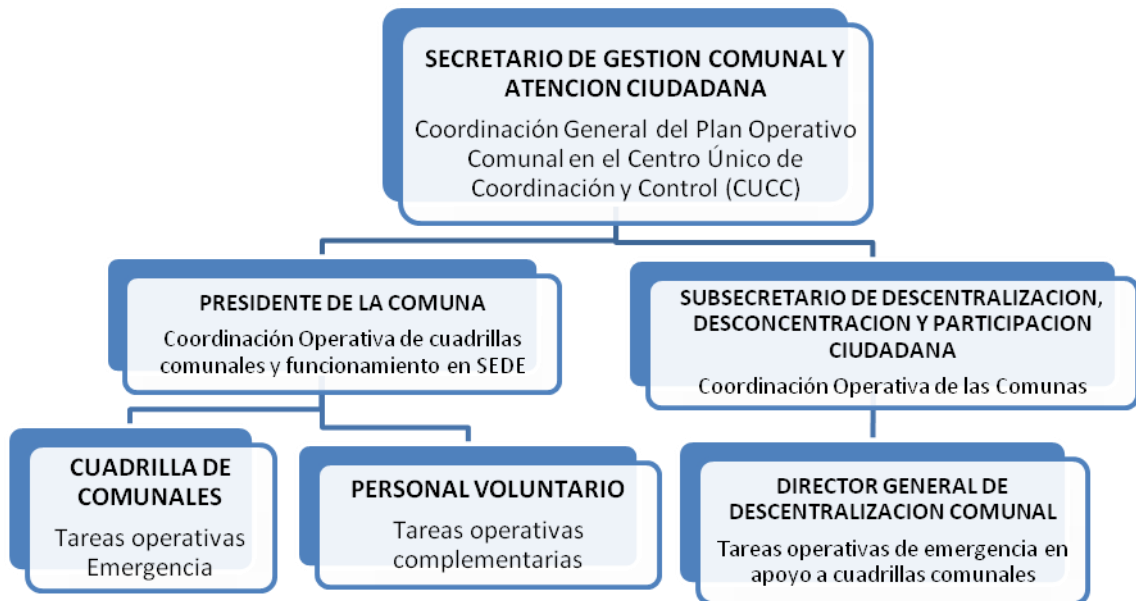 SECRETARIO DE GESTION COMUNAL Y
ATENCION CIUDADANA
Coordinación General del Plan Operativo
Comunal en el Centro Único de
Coordinación y Control (CUCC)
PRESIDENTE DE LA COMUNA
Coordinación Operativa de cuadrillas
comunales y funcionamiento en SEDE
SUBSECRETARIO DE DESCENTRALIZACION,
DESCONCENTRACION Y PARTICIPACION
CIUDADANA
Coordinación Operativa de las Comunas
CUADRILLA DE
COMUNALES
Tareas operativas
Emergencia
PERSONAL VOLUNTARIO
Tareas operativas
complementarias
DIRECTOR GENERAL DE
DESCENTRALIZACION COMUNAL
Tareas operativas de emergencia en
apoyo a cuadrillas comunales